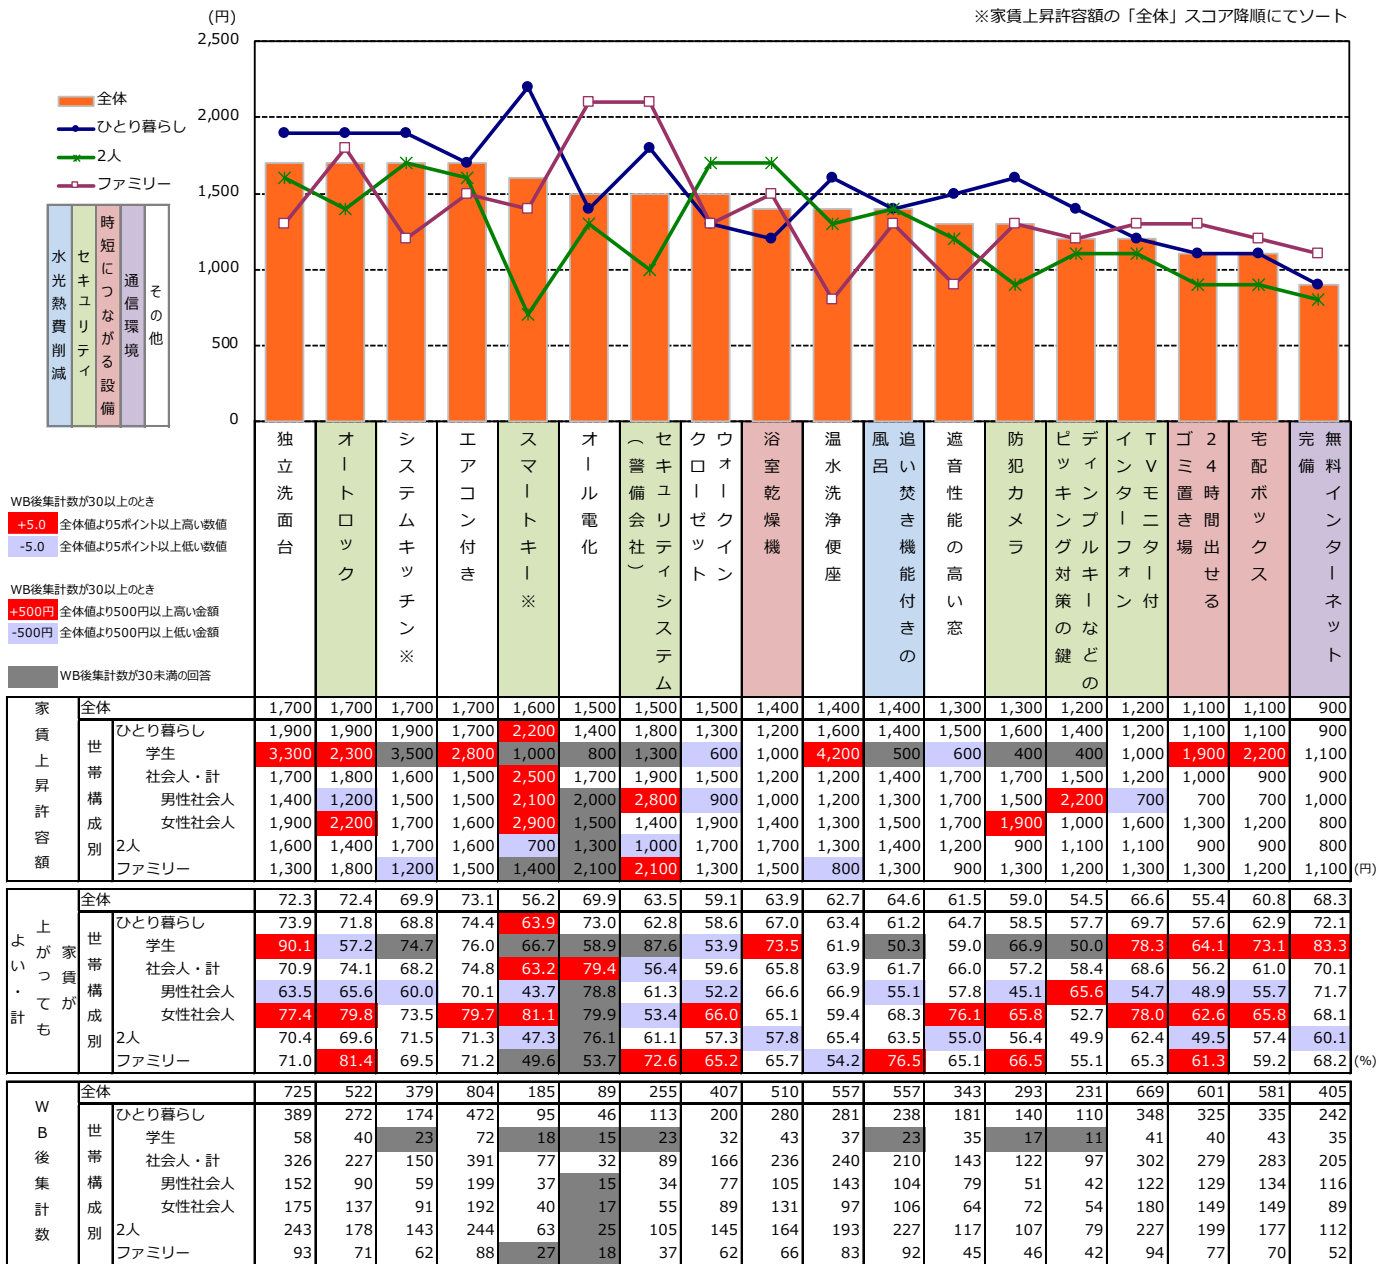 ※家賃上昇許容額の「全体」スコア降順にてソート
(円)
2,500
2,000
1,500
1,000
500
0
全体
ひとり暮らし
2人
ファミリー
水光熱費削減
セキュリティ
時短につながる設備
通信環境
その他
独立洗面台
オートロック
システムキッチン※
エアコン付き
スマートキー※
オール電化
セキュリティシステム
（警備会社）
ウォークイン
クローゼット
浴室乾燥機
温水洗浄便座
追い焚き機能付きの
風呂
遮音性能の高い窓
防犯カメラ
ディンプルキーなどの
ピッキング対策の鍵
TVモニター付
インターフォン
24時間出せる
ゴミ置き場
宅配ボックス
無料インターネット
完備
WB後集計数が30以上のとき
+5.0 全体値より5ポイント以上高い数値
-5.0 全体値より5ポイント以上低い数値
WB後集計数が30以上のとき
+500円 全体値より500円以上高い金額
-500円 全体値より500円以上低い金額
WB後集計数が30未満の回答
家賃上昇許容額
世帯構成別
全体 1,700 1,700 1,700 1,700 1,600 1,500 1,500 1,500 1,400 1,400 1,400 1,300 1,300 1,200 1,200 1,100 1,100 900
ひとり暮らし 1,900 1,900 1,900 1,700 2,200 1,400 1,800 1,300 1,200 1,600 1,400 1,500 1,600 1,400 1,200 1,100 1,100 900
学生 3,300 2,300 3,500 2,800 1,000 800 1,300 600 1,000 4,200 500 600 400 400 1,000 1,900 2,200 1,100
社会人・計 1,700 1,800 1,600 1,500 2,500 1,700 1,900 1,500 1,200 1,200 1,400 1,700 1,700 1,500 1,200 1,000 900 900
男性社会人 1,400 1,200 1,500 1,500 2,100 2,000 2,800 900 1,000 1,200 1,300 1,700 1,500 2,200 700 700 700 1,000
女性社会人 1,900 2,200 1,700 1,600 2,900 1,500 1,400 1,900 1,400 1,300 1,500 1,700 1,900 1,000 1,600 1,300 1,200 800
2人 1,600 1,400 1,700 1,600 700 1,300 1,000 1,700 1,700 1,300 1,400 1,200 900 1,100 1,100 900 900 800
ファミリー 1,300 1,800 1,200 1,500 1,400 2,100 2,100 1,300 1,500 800 1,300 900 1,300 1,200 1,300 1,300 1,200 1,100 (円)
家賃が
上がっても
よい・計
世帯構成別
全体 72.3 72.4 69.9 73.1 56.2 69.9 63.5 59.1 63.9 62.7 64.6 61.5 59.0 54.5 66.6 55.4 60.8 68.3
ひとり暮らし 73.9 71.8 68.8 74.4 63.9 73.0 62.8 58.6 67.0 63.4 61.2 64.7 58.5 57.7 69.7 57.6 62.9 72.1
学生 90.1 57.2 74.7 76.0 66.7 58.9 87.6 53.9 73.5 61.9 50.3 59.0 66.9 50.0 78.3 64.1 73.1 83.3
社会人・計 70.9 74.1 68.2 74.8 63.2 79.4 56.4 59.6 65.8 63.9 61.7 66.0 57.2 58.4 68.6 56.2 61.0 70.1
男性社会人 63.5 65.6 60.0 70.1 43.7 78.8 61.3 52.2 66.6 66.9 55.1 57.8 45.1 65.6 54.7 48.9 55.7 71.7
女性社会人 77.4 79.8 73.5 79.7 81.1 79.9 53.4 66.0 65.1 59.4 68.3 76.1 65.8 52.7 78.0 62.6 65.8 68.1
2人 70.4 69.6 71.5 71.3 47.3 76.1 61.1 57.3 57.8 65.4 63.5 55.0 56.4 49.9 62.4 49.5 57.4 60.1
ファミリー 71.0 81.4 69.5 71.2 49.6 53.7 72.6 65.2 65.7 54.2 76.5 65.1 66.5 55.1 65.3 61.3 59.2 68.2 (%)
WB後集計数
世帯構成別
全体 725 522 379 804 185 89 255 407 510 557 557 343 293 231 669 601 581 405
ひとり暮らし 389 272 174 472 95 46 113 200 280 281 238 181 140 110 348 325 335 242
学生 58 40 23 72 18 15 23 32 43 37 23 35 17 11 41 40 43 35
社会人・計 326 227 150 391 77 32 89 166 236 240 210 143 122 97 302 279 283 205
男性社会人 152 90 59 199 37 15 34 77 105 143 104 79 51 42 122 129 134 116
女性社会人 175 137 91 192 40 17 55 89 131 97 106 64 72 54 180 149 149 89
2人 243 178 143 244 63 25 105 145 164 193 227 117 107 79 227 199 177 112
ファミリー 93 71 62 88 27 18 37 62 66 83 92 45 46 42 94 77 70 52